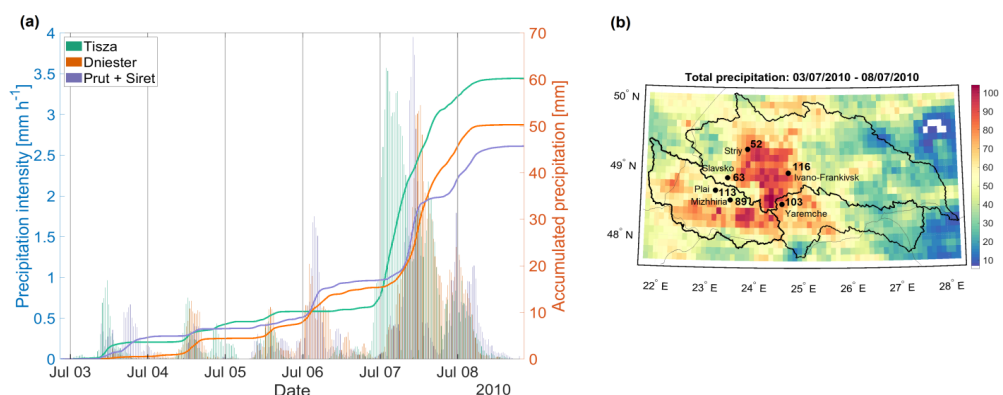 (a)
Precipitation intensity [mm h-1]
4
3.5
3
2.5
2
1.5
1
0.5
0
Tisza
Dniester
Prut + Siret
70
60
50
40
30
20
10
0
Accumulated precipitation [mm]
Jul 03 Jul 04 Jul 05 Jul 06 Jul 07 Jul 08
Date 2010
(b)
Total precipitation: 03/07/2010 - 08/07/2010
50° N
49° N
48° N
Striy 52
Slavsko 63
116 Ivano-Frankivsk
Plai 113
Mizhhiria 897
103 Yaremche
22° E 23° E 24° E 25° E 26° E 27° E 28° E
100
90
80
70
60
50
40
30
20
10